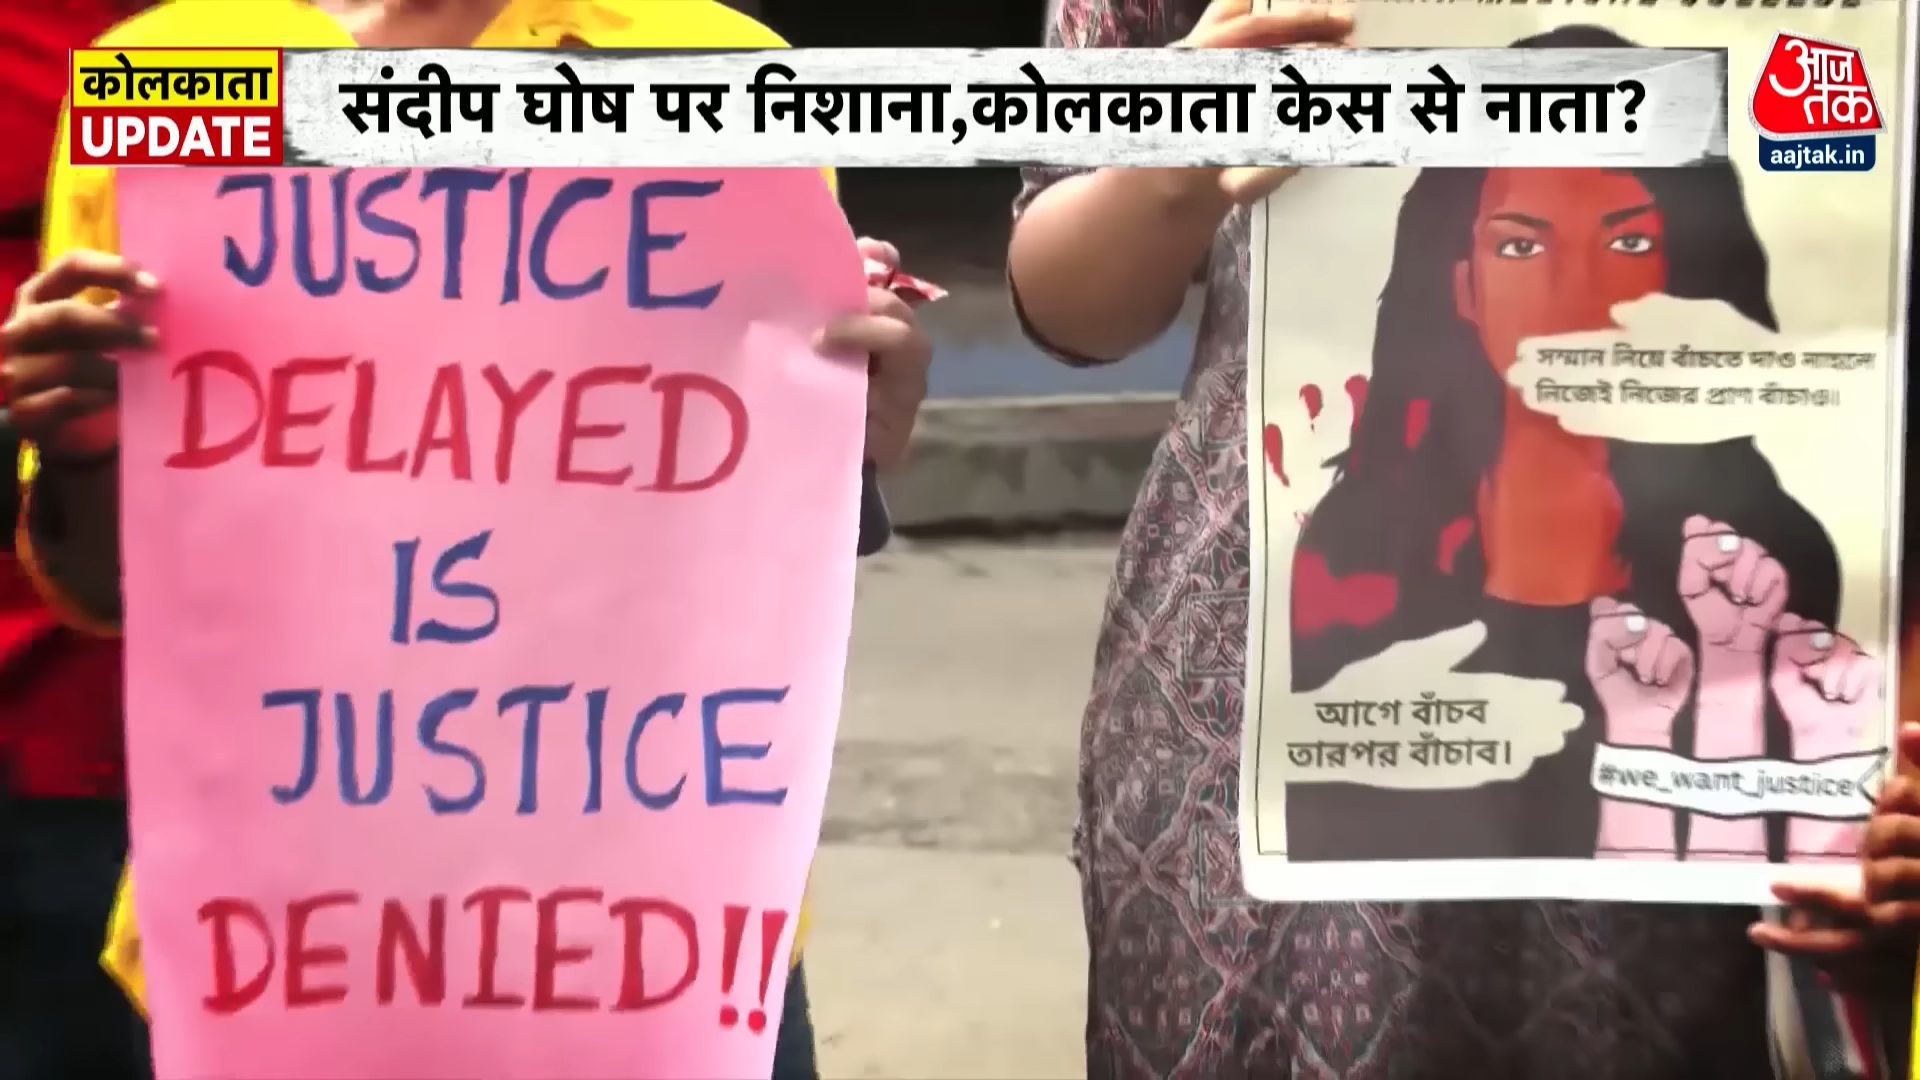 कोलकाता
UPDATE
संदीप घोष पर निशाना,कोलकाता केस से नाता?
आज
तक
aajtak.in
JUSTICE
DELAYED
IS
JUSTICE
DENIED!!
সম্মান নিয়ে বাঁচতে দাও নাহলে
নিজেই নিজের প্রাণ বাঁচাও॥
আগে বাঁচব
তারপর বাঁচাব।
#we_want_justice